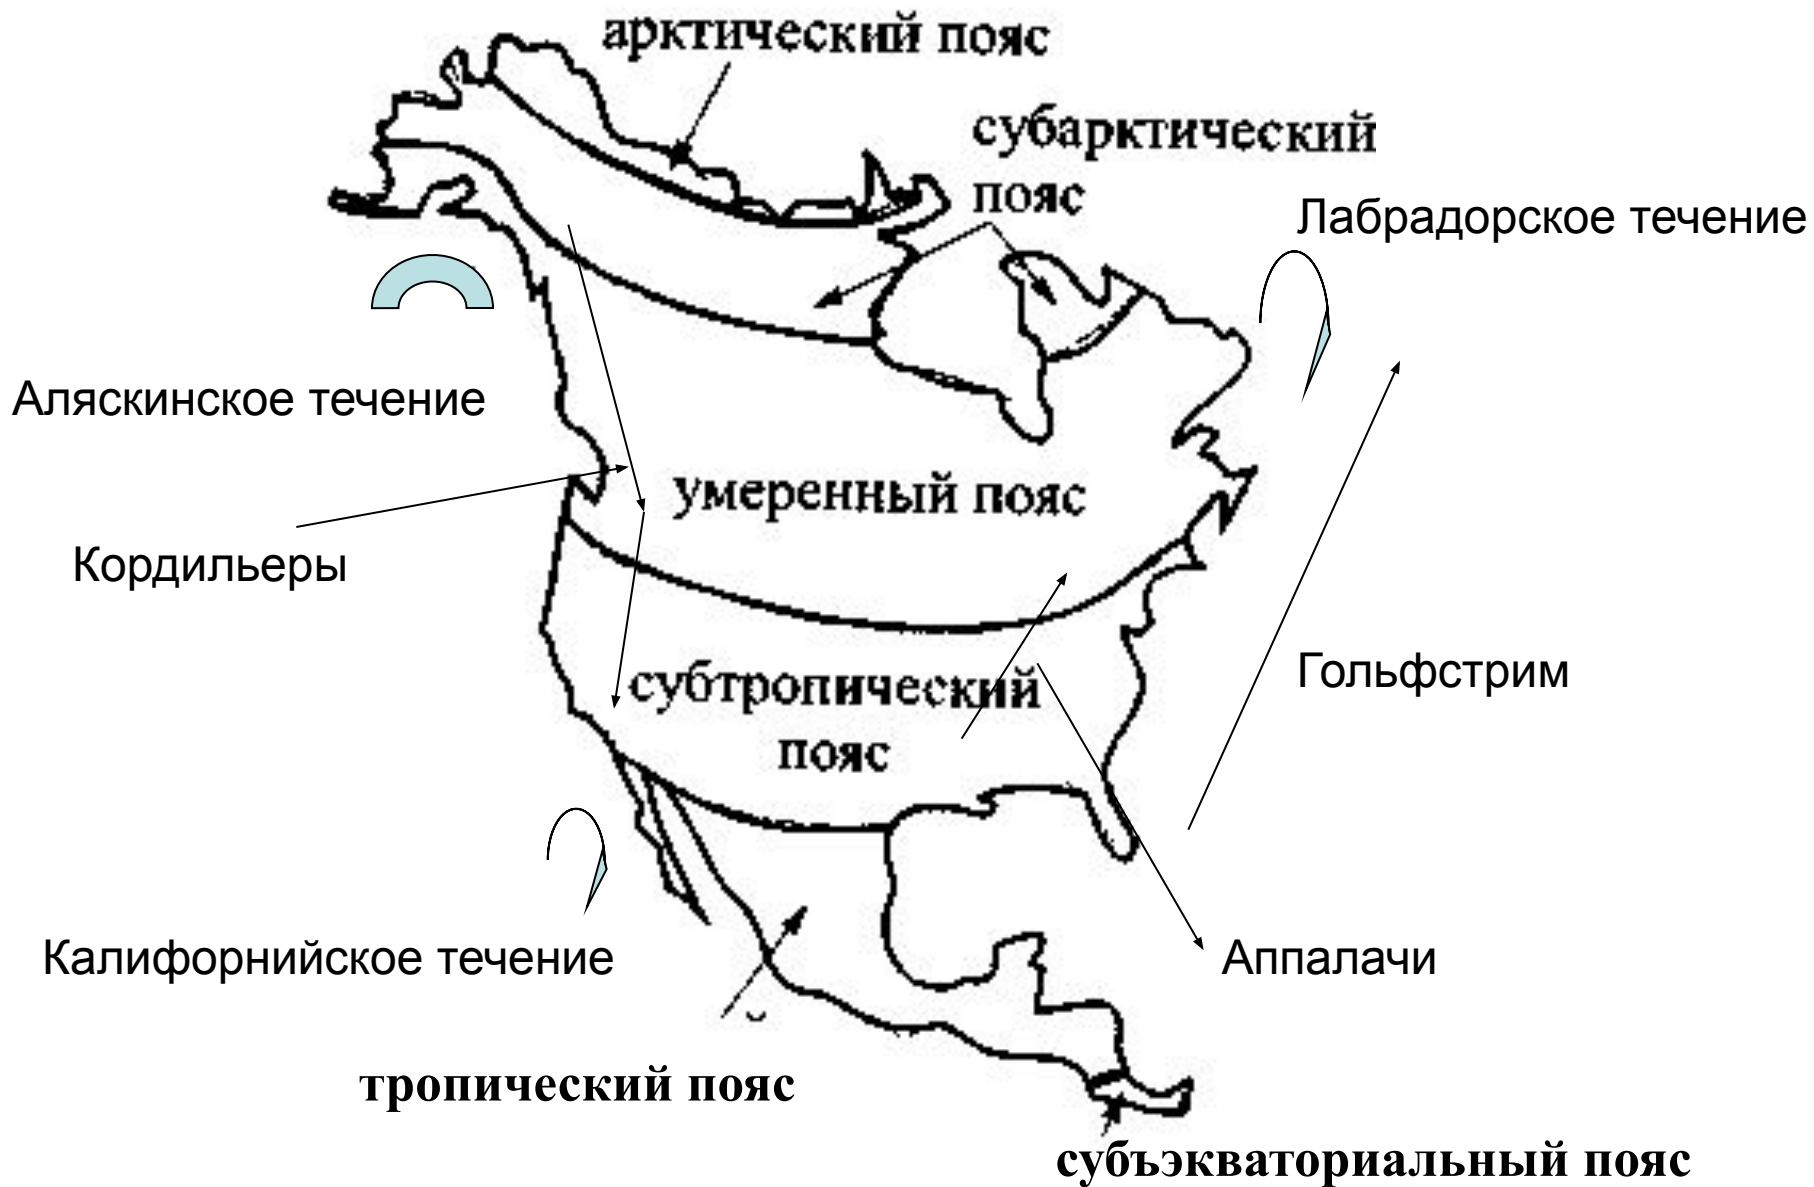 арктический пояс
субарктический
пояс
Лабрадорское течение
Аляскинское течение
умеренный пояс
Кордильеры
субтропический
пояс
Гольфстрим
Калифорнийское течение
Аппалачи
й
тропический пояс
субъэкваториальный пояс